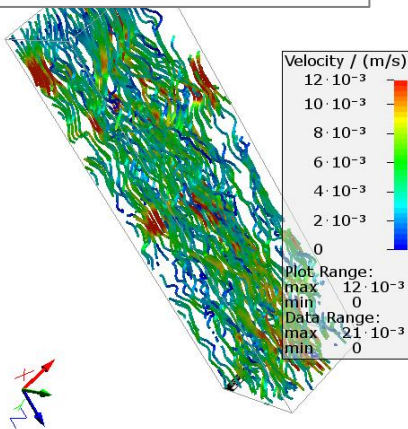 Velocity / (m/s)
12·10⁻³
10·10⁻³
8·10⁻³
6·10⁻³
4·10⁻³
2·10⁻³
0
Plot Range:
max 12·10⁻³
min 0
Data Range:
max 21·10⁻³
min 0
X
Z